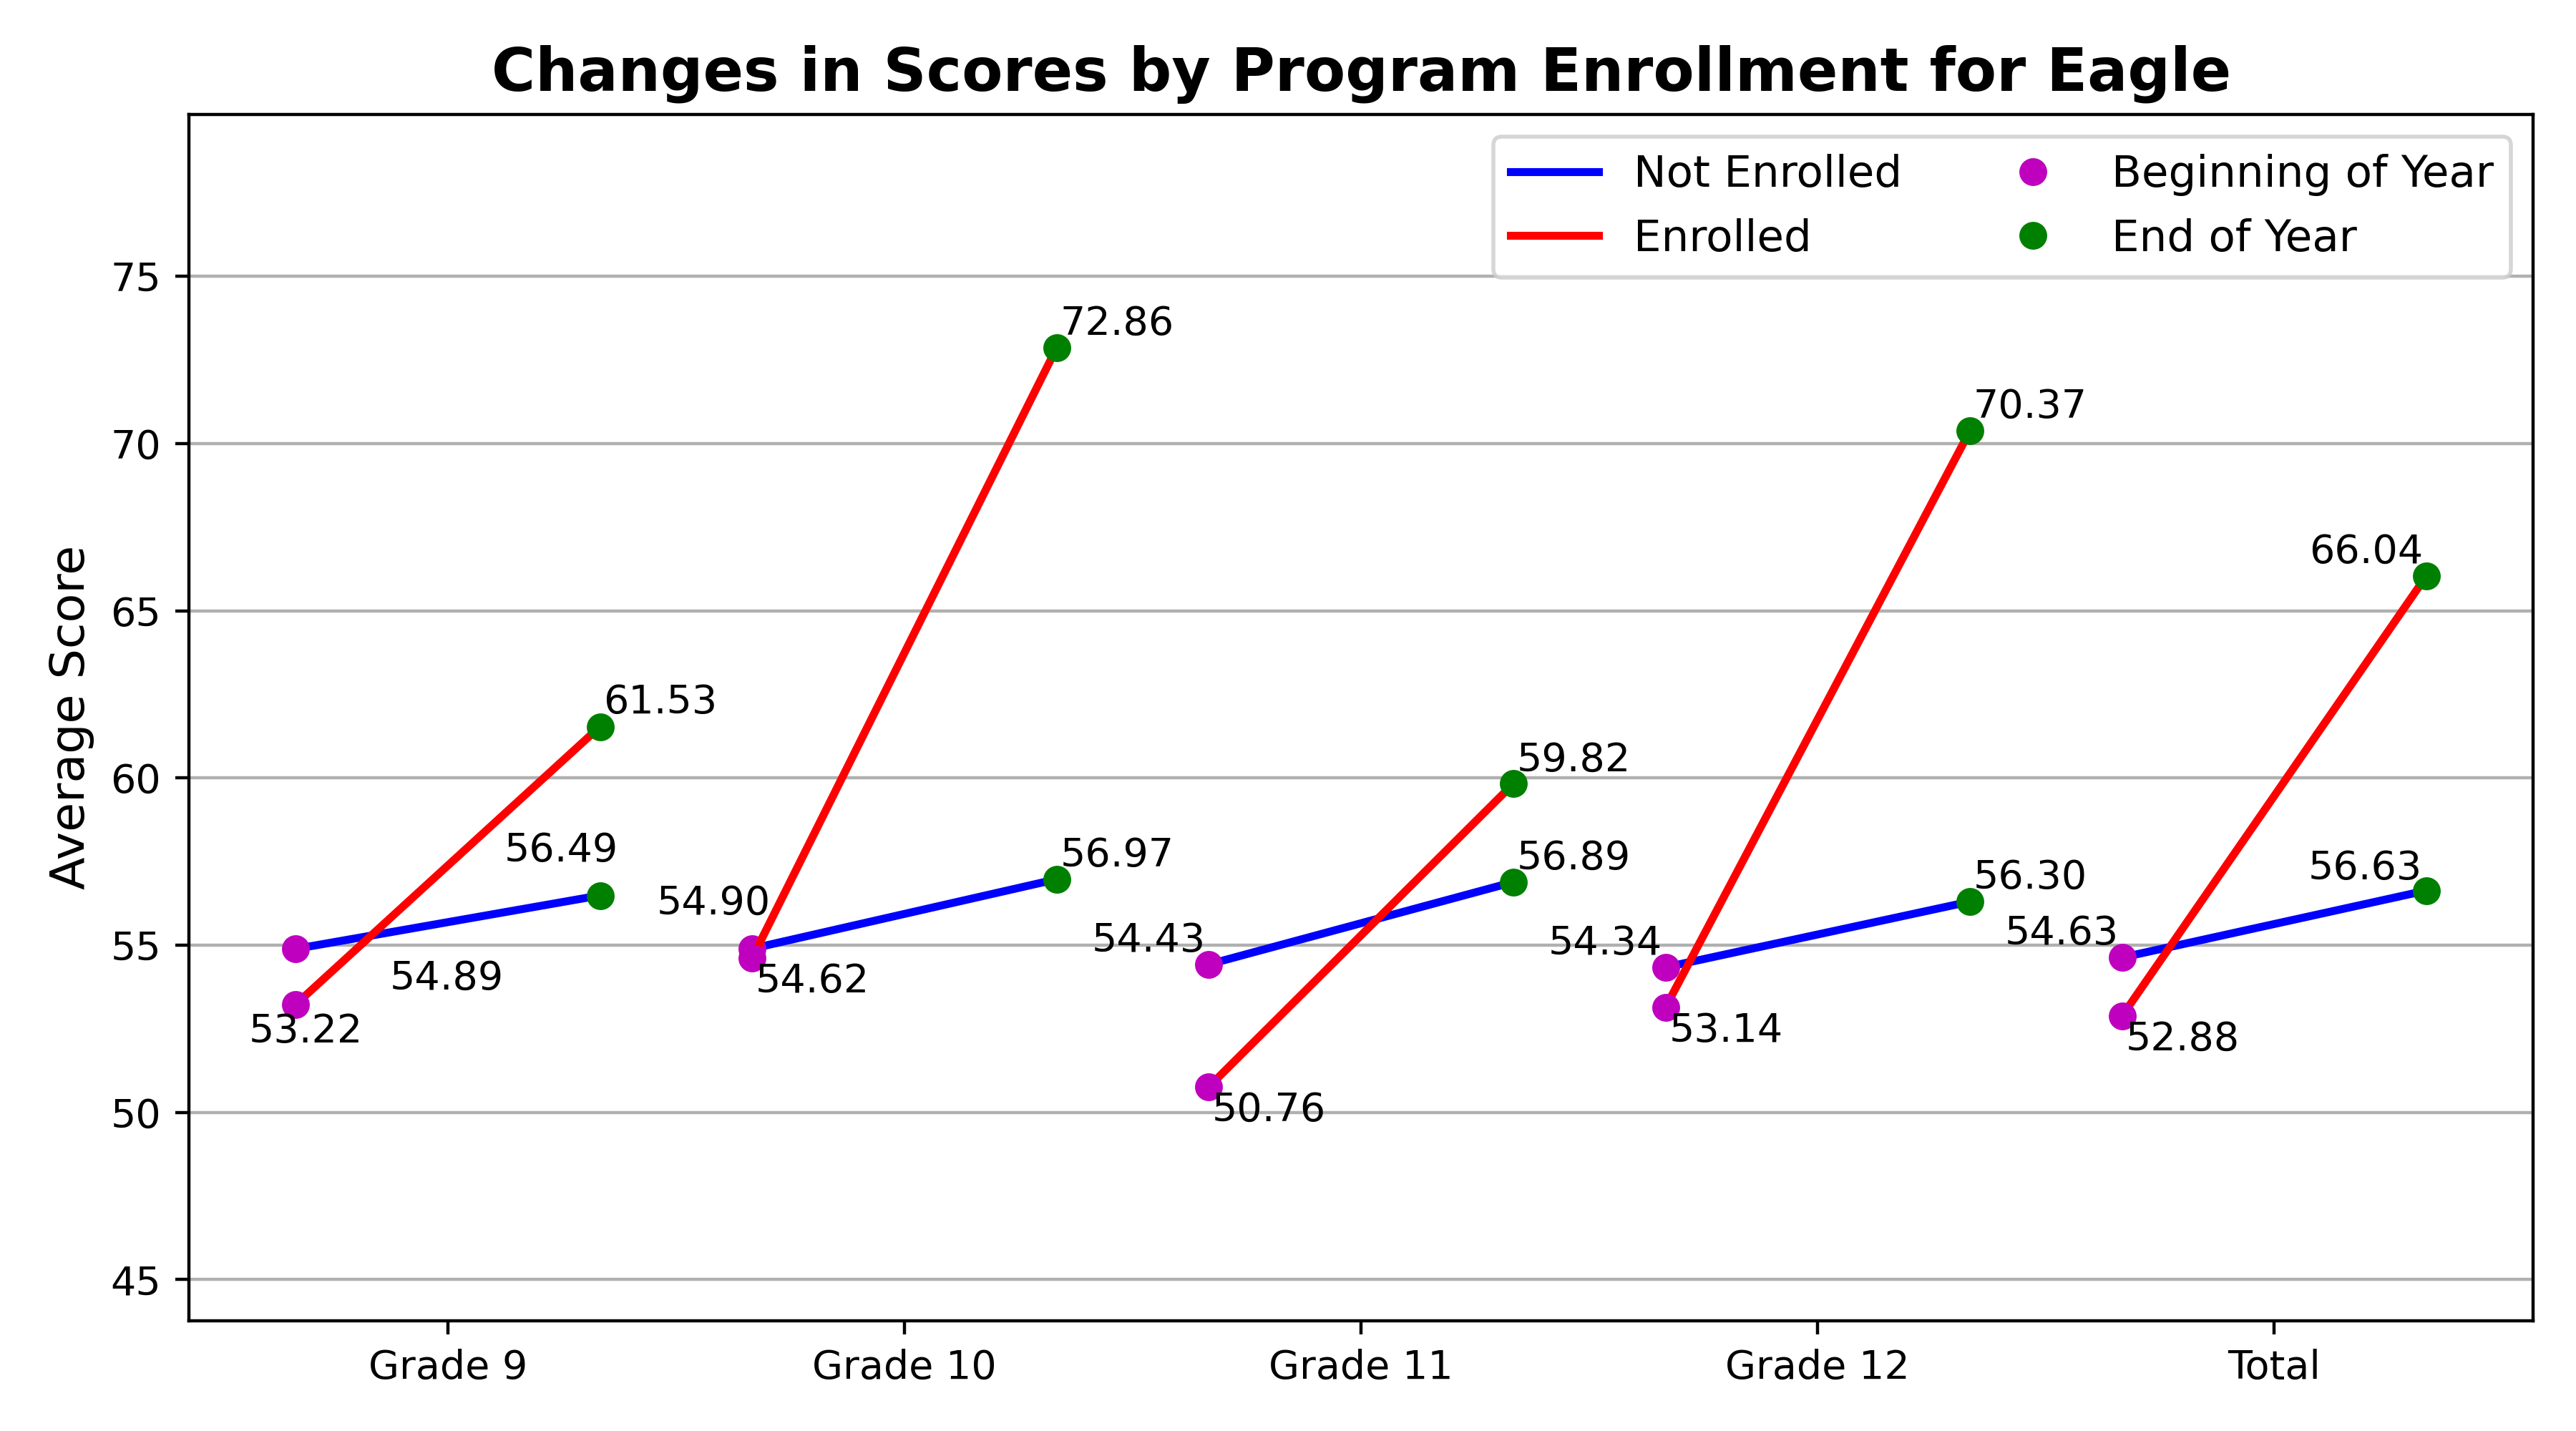 Changes in Scores by Program Enrollment for Eagle
Not Enrolled
Enrolled
Beginning of Year
End of Year
Average Score
75
70
65
60
55
50
45
72.86
70.37
66.04
61.53
59.82
56.49
56.97
56.89
56.30
56.63
54.90
54.43
54.34
54.63
54.89
54.62
53.22
53.14
52.88
50.76
Grade 9
Grade 10
Grade 11
Grade 12
Total